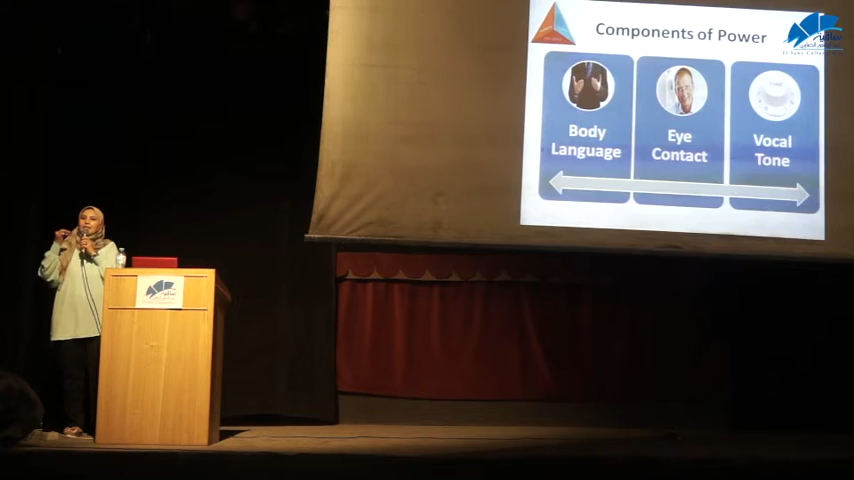 Components of Power
Body
Language
Eye
Contact
Vocal
Tone